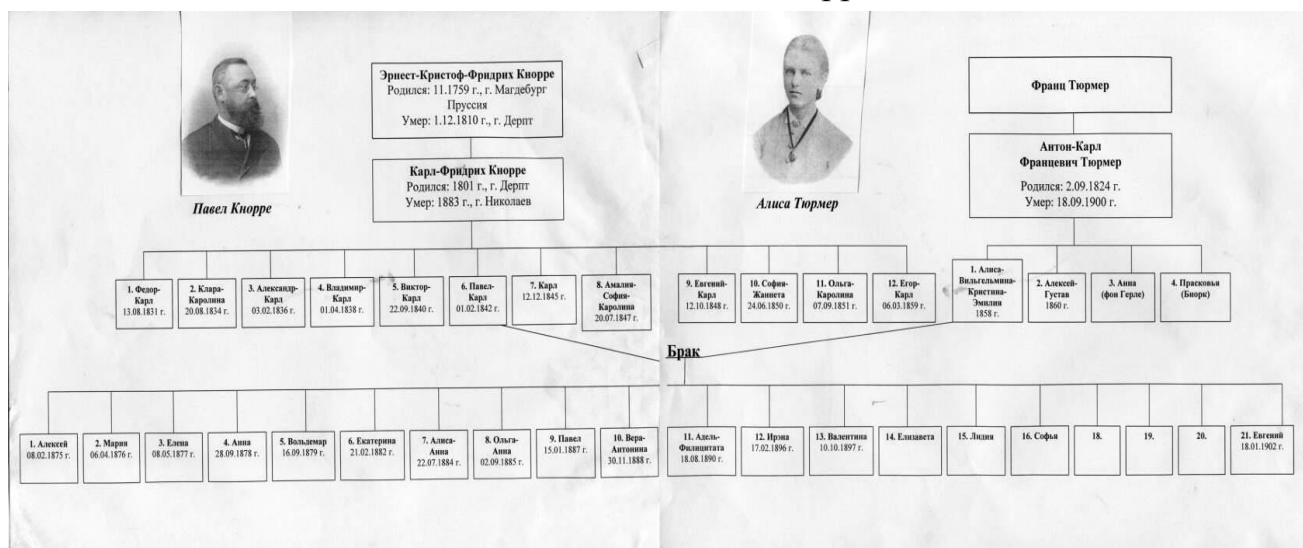 Эрнест-Кристоф-Фридрих Кнорре
Родился: 11.1759 г., г. Магдебург
Пруссия
Умер: 1.12.1810 г., г. Дерпт
Карл-Фридрих Кнорре
Родился: 1801 г., г. Дерпт
Умер: 1883 г., г. Николаев
Павел Кнорре
Алиса Тюрмер
Франц Тюрмер
Антон-Карл
Францевич Тюрмер
Родился: 2.09.1824 г.
Умер: 18.09.1900 г.
1. Федор-
Карл
13.08.1831 г.
2. Клара-
Каролина
20.08.1834 г.
3. Александр-
Карл
03.02.1836 г.
4. Владимир-
Карл
01.04.1838 г.
5. Виктор-
Карл
22.09.1840 г.
6. Павел-
Карл
01.02.1842 г.
7. Карл
12.12.1845 г.
8. Амалия-
София-
Каролина
20.07.1847 г.
9. Евгений-
Карл
12.10.1848 г.
10. София-
Жаннета
24.06.1850 г.
11. Ольга-
Каролина
07.09.1851 г.
12. Егор-
Карл
06.03.1859 г.
1. Алиса-
Вильгельмина-
Кристина-
Эмилия
1858 г.
2. Алексей-
Густав
1860 г.
3. Анна
(фон Герле)
4. Прасковья
(Бнорк)
Брак
1. Алексей
08.02.1875 г.
2. Мария
06.04.1876 г.
3. Елена
08.05.1877 г.
4. Анна
28.09.1878 г.
5. Вольдемар
16.09.1879 г.
6. Екатерина
21.02.1882 г.
7. Алиса-
Анна
22.07.1884 г.
8. Ольга-
Анна
02.09.1885 г.
9. Павел
15.01.1887 г.
10. Вера-
Антонина
30.11.1888 г.
11. Адель-
Филицитата
18.08.1890 г.
12. Ирэна
17.02.1896 г.
13. Валентина
10.10.1897 г.
14. Елизавета
15. Лидия
16. Софья
18.
19.
20.
21. Евгений
18.01.1902 г.